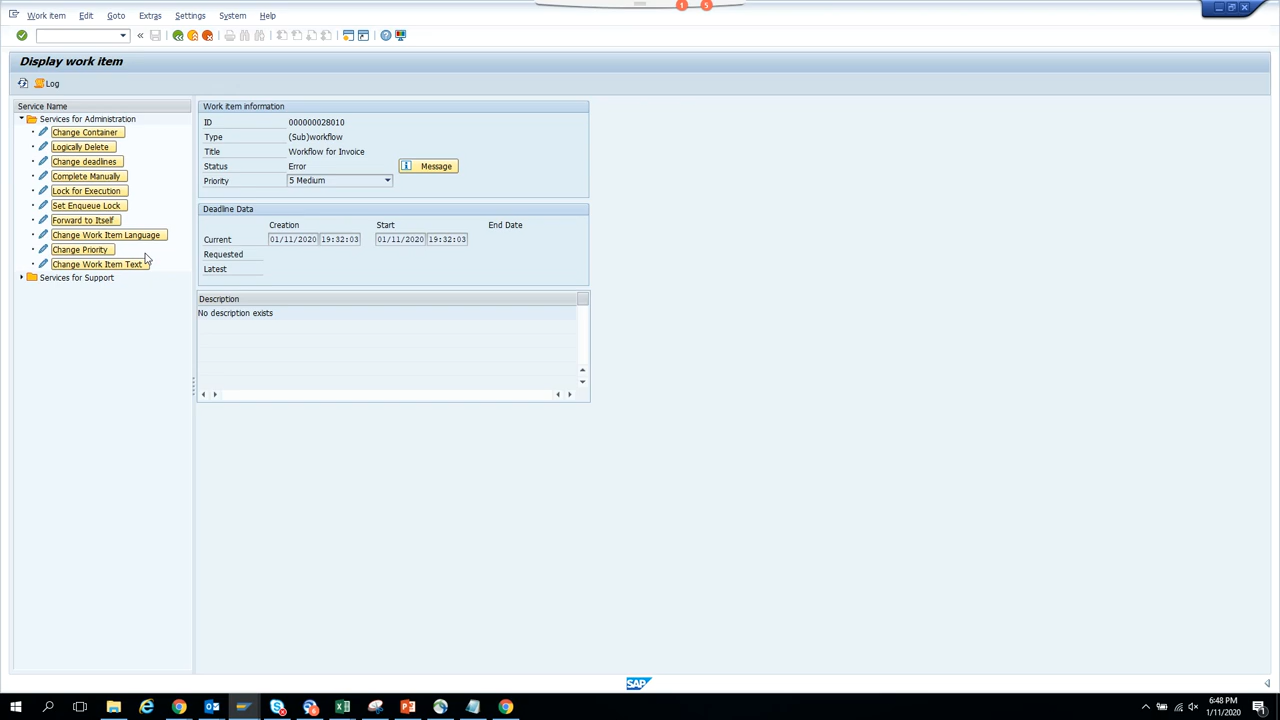 Work item Edit Goto Extras Settings System Help
1 5
Display work item
Log
Service Name
Services for Administration
Change Container
Logically Delete
Change deadlines
Complete Manually
Lock for Execution
Set Enqueue Lock
Forward to Itself
Change Work Item Language
Change Priority
Change Work Item Text
Services for Support
Work item information
ID 000000028010
Type (Sub)workflow
Title Workflow for Invoice
Status Error Message
Priority 5 Medium
Deadline Data
Creation Start End Date
Current 01/11/2020 19:32:03 01/11/2020 19:32:03
Requested
Latest
Description
No description exists
SAP
6:48 PM
1/11/2020